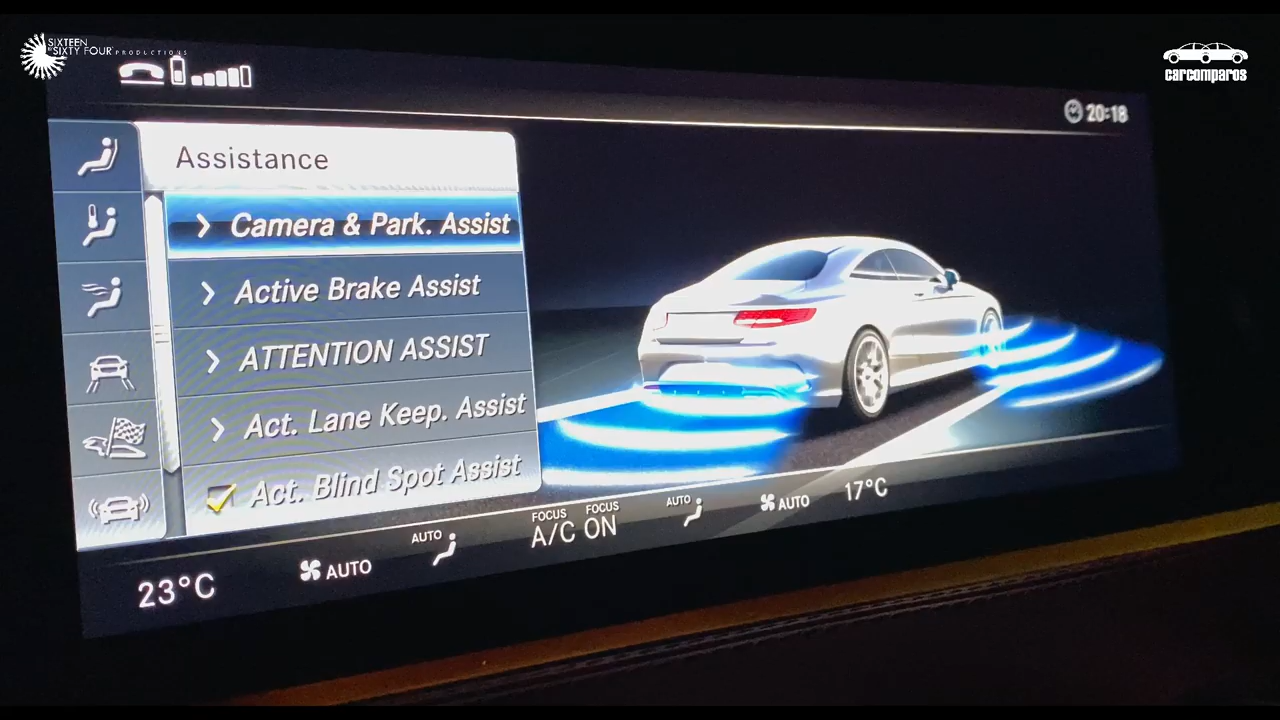 SIXTEEN
BY SIXTY FOUR PRODUCTIONS
carcomparos
20:18
Assistance
Camera & Park. Assist
Active Brake Assist
ATTENTION ASSIST
Act. Lane Keep. Assist
Act. Blind Spot Assist
23°C
AUTO
AUTO
FOCUS FOCUS
A/C ON
AUTO
AUTO
17°C